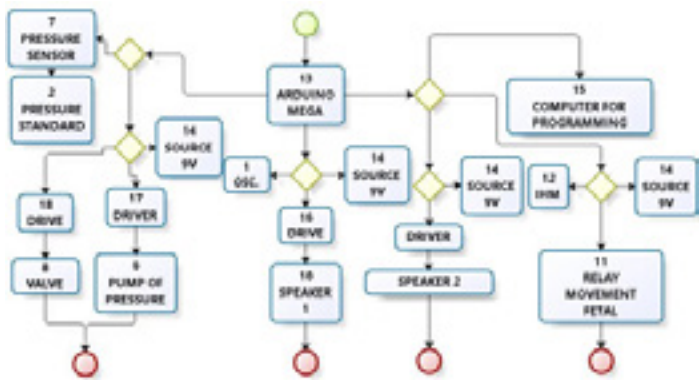 7
PRESSURE
SENSOR
2
PRESSURE
STANDARD
13
ARDUINO
MEGA
15
COMPUTER FOR
PROGRAMMING
14
SOURCE
9V
1
OSC.
14
SOURCE
9V
14
SOURCE
9V
12
IHM
14
SOURCE
9V
18
DRIVE
17
DRIVER
16
DRIVE
DRIVER
8
VALVE
6
PUMP OF
PRESSURE
10
SPEAKER
1
SPEAKER 2
11
RELAY
MOVEMENT
FETAL